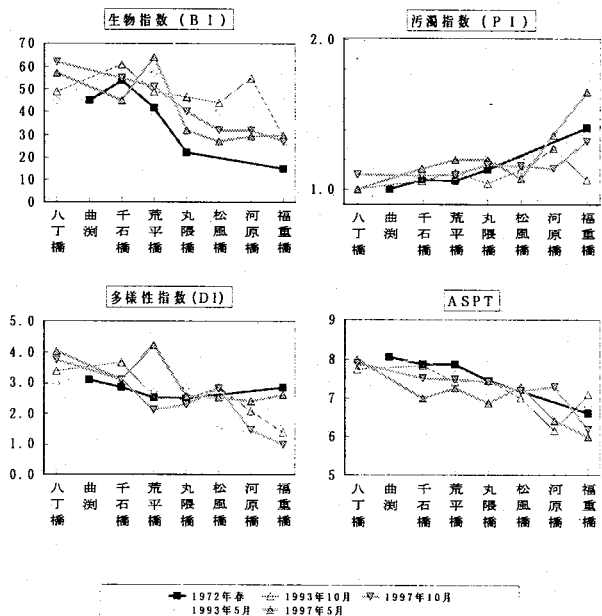 生物指数(BI)
70
60
50
40
30
20
10
0
八丁橋
曲渕
千石橋
荒平橋
丸隈橋
松風橋
河原橋
福重橋
汚濁指数(PI)
2.0
1.0
八丁橋
曲渕
千石橋
荒平橋
丸隈橋
松風橋
河原橋
福重橋
多様性指数(DI)
5.0
4.0
3.0
2.0
1.0
0.0
八丁橋
曲渕
千石橋
荒平橋
丸隈橋
松風橋
河原橋
福重橋
ASPT
9
8
7
6
5
八丁橋
曲渕
千石橋
荒平橋
丸隈橋
松風橋
河原橋
福重橋
1972年春 1993年10月 1997年10月
1993年5月 1997年5月